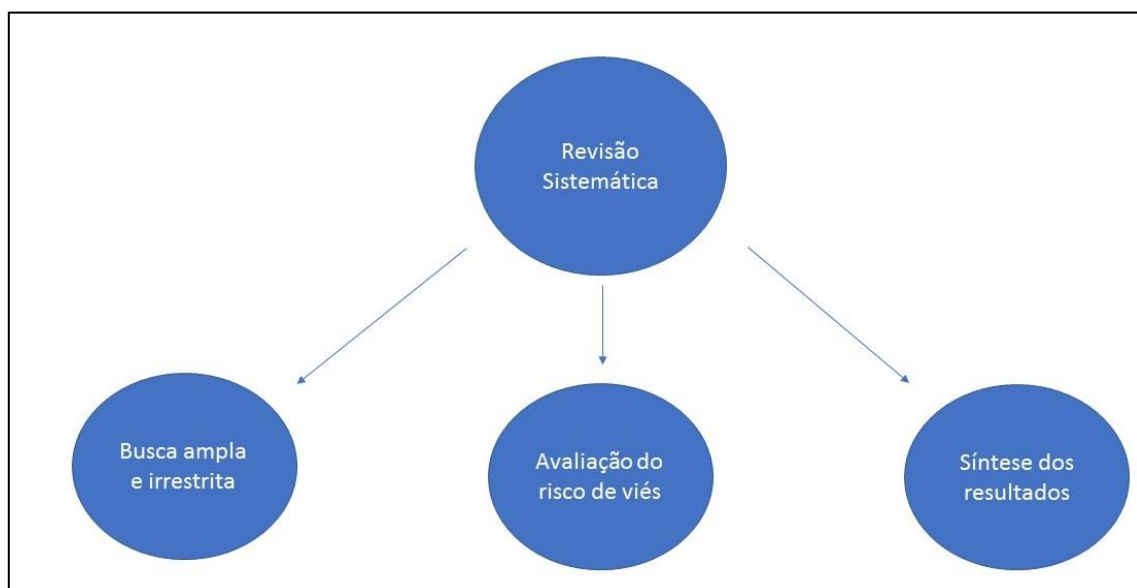 Revisão
Sistemática
Busca ampla
e irrestrita
Avaliação do
risco de viés
Síntese dos
resultados